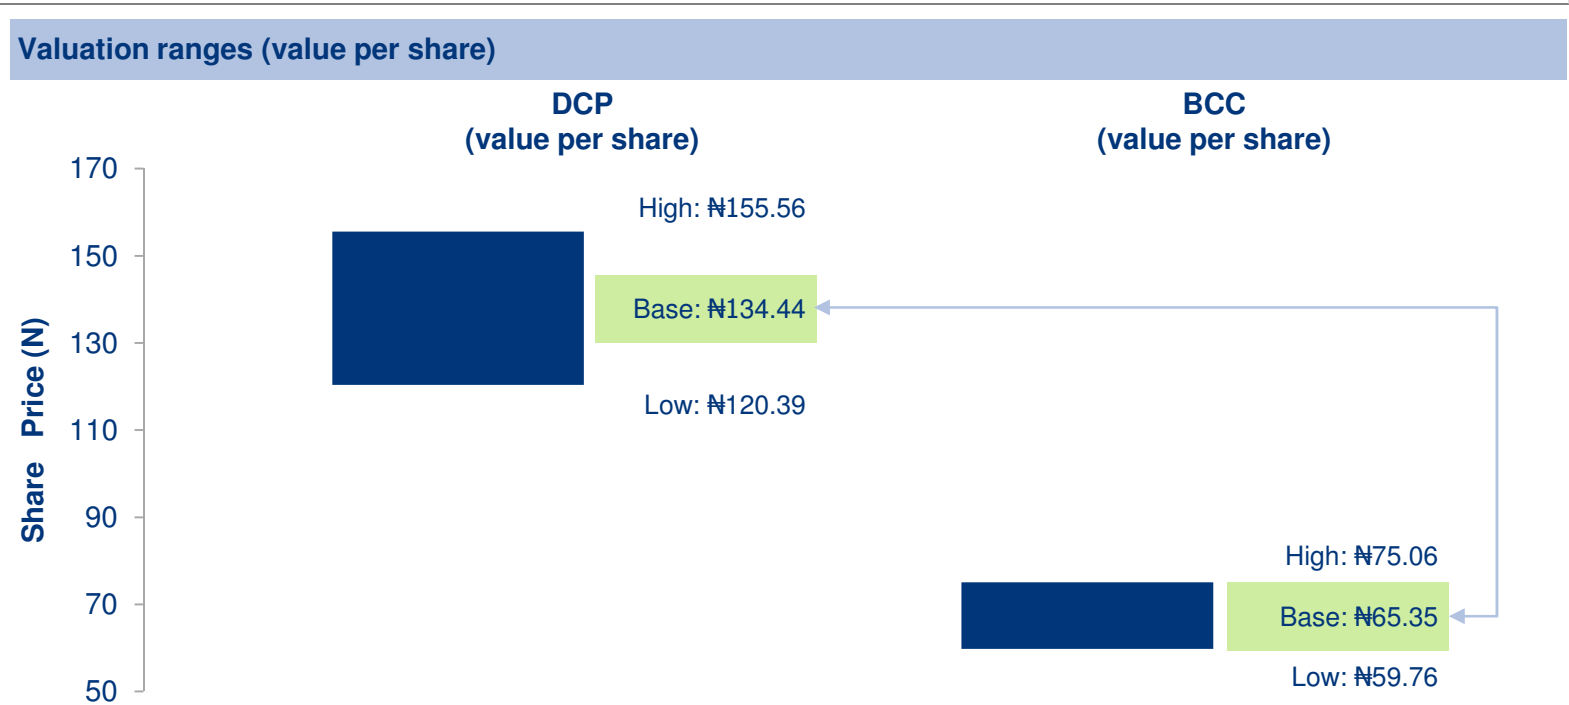 Valuation ranges (value per share)
DCP
(value per share)
BCC
(value per share)
Share Price (N)
170
150
130
110
90
70
50
High: ₦155.56
Base: ₦134.44
Low: ₦120.39
High: ₦75.06
Base: ₦65.35
Low: ₦59.76